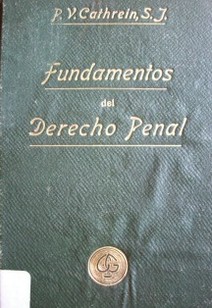 P. V. Cathrein, S. J.
Fundamentos
del
Derecho Penal